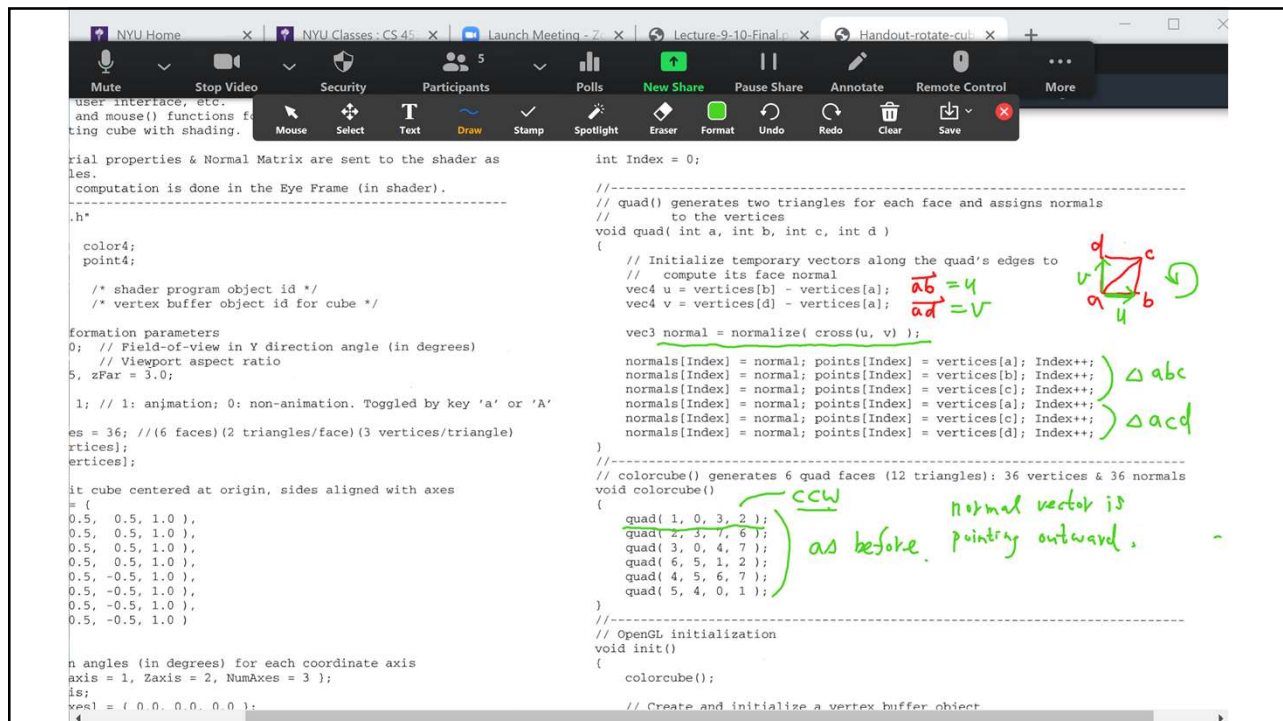 NYU Home
NYU Classes : CS 45
Launch Meeting - Zo
Lecture-9-10-Final.p
Handout-rotate-cub
Mute
Stop Video
Security
Participants 5
Polls
New Share
Pause Share
Annotate
Remote Control
More
Mouse
Select
Text
Draw
Stamp
Spotlight
Eraser
Format
Undo
Redo
Clear
Save
user interface, etc.
and mouse() functions fo
ting cube with shading.
rial properties & Normal Matrix are sent to the shader as
les.
computation is done in the Eye Frame (in shader).
.h"
color4;
point4;
/* shader program object id */
/* vertex buffer object id for cube */
formation parameters
0; // Field-of-view in Y direction angle (in degrees)
// Viewport aspect ratio
5, zFar = 3.0;
1; // 1: animation; 0: non-animation. Toggled by key 'a' or 'A'
es = 36; //(6 faces)(2 triangles/face)(3 vertices/triangle)
rtices];
ertices];
it cube centered at origin, sides aligned with axes
= {
0.5, 0.5, 1.0 ),
0.5, 0.5, 1.0 ),
0.5, 0.5, 1.0 ),
0.5, 0.5, 1.0 ),
0.5, -0.5, 1.0 ),
0.5, -0.5, 1.0 ),
0.5, -0.5, 1.0 ),
0.5, -0.5, 1.0 )
n angles (in degrees) for each coordinate axis
axis = 1, Zaxis = 2, NumAxes = 3 };
is;
xes] = { 0.0, 0.0, 0.0 };
int Index = 0;
//----------------------------------------------------------------------------
// quad() generates two triangles for each face and assigns normals
// to the vertices
void quad( int a, int b, int c, int d )
{
// Initialize temporary vectors along the quad's edges to
// compute its face normal
vec4 u = vertices[b] - vertices[a]; ab = u
vec4 v = vertices[d] - vertices[a]; ad = v
d c
v
a b
u
vec3 normal = normalize( cross(u, v) );
normals[Index] = normal; points[Index] = vertices[a]; Index++;
normals[Index] = normal; points[Index] = vertices[b]; Index++; Δ abc
normals[Index] = normal; points[Index] = vertices[c]; Index++;
normals[Index] = normal; points[Index] = vertices[a]; Index++;
normals[Index] = normal; points[Index] = vertices[c]; Index++; Δ acd
normals[Index] = normal; points[Index] = vertices[d]; Index++;
}
//----------------------------------------------------------------------------
// colorcube() generates 6 quad faces (12 triangles): 36 vertices & 36 normals
void colorcube()
{ CCW
quad( 1, 0, 3, 2 ); normal vector is
quad( 2, 3, 7, 6 ); pointing outward.
quad( 3, 0, 4, 7 ); as before.
quad( 6, 5, 1, 2 );
quad( 4, 5, 6, 7 );
quad( 5, 4, 0, 1 );
}
//----------------------------------------------------------------------------
// OpenGL initialization
void init()
{
colorcube();
// Create and initialize a vertex buffer object